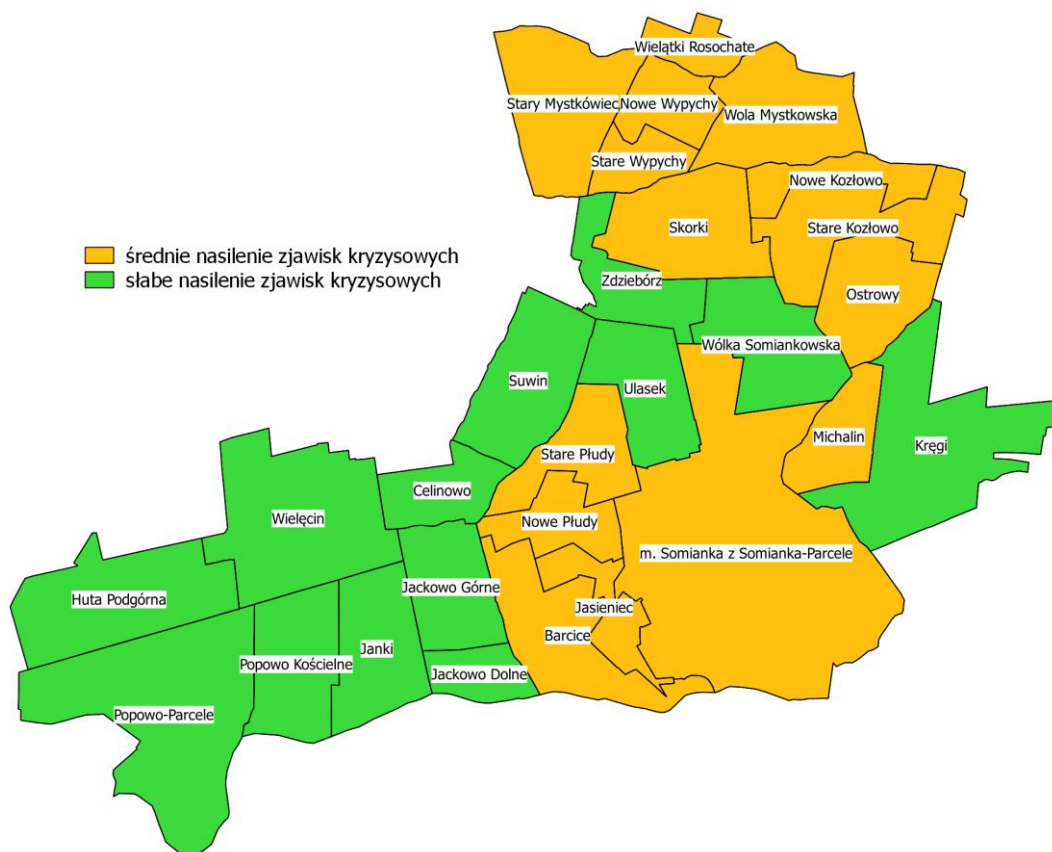 Wielątki Rosochate
Stary Mystkówiec
Nowe Wypychy
Wola Mystkowska
Stare Wypychy
Nowe Kozłowo
Skorki
Stare Kozłowo
średnie nasilenie zjawisk kryzysowych
słabe nasilenie zjawisk kryzysowych
Zdziebórz
Ostrowy
Wólka Somiankowska
Suwin
Ulasek
Michalin
Kręgi
Stare Płudy
Celinowo
Wielęcin
Nowe Płudy
m. Somianka z Somianka-Parcele
Huta Podgórna
Jackowo Górne
Jasieniec
Barcice
Popowo Kościelne
Janki
Jackowo Dolne
Popowo-Parcele